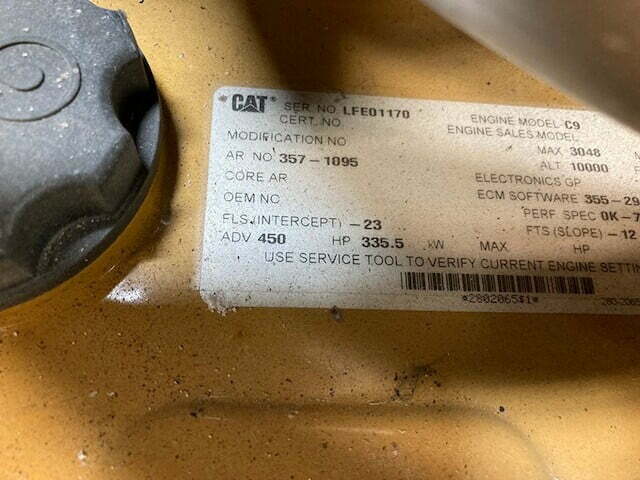 CAT SER. NO. LFE01170 ENGINE MODEL C9
CERT. NO. ENGINE SALES MODEL
MODIFICATION NO MAX 3048
ALT 10000
AR NO 357-1095 ELECTRONICS GP
CORE AR ECM SOFTWARE 355-29
OEM NO PERF SPEC 0K-7
FLS (INTERCEPT) -23 FTS (SLOPE) -12
ADV 450 HP 335.5 kW MAX HP
USE SERVICE TOOL TO VERIFY CURRENT ENGINE SETTIN
*2802065#1*